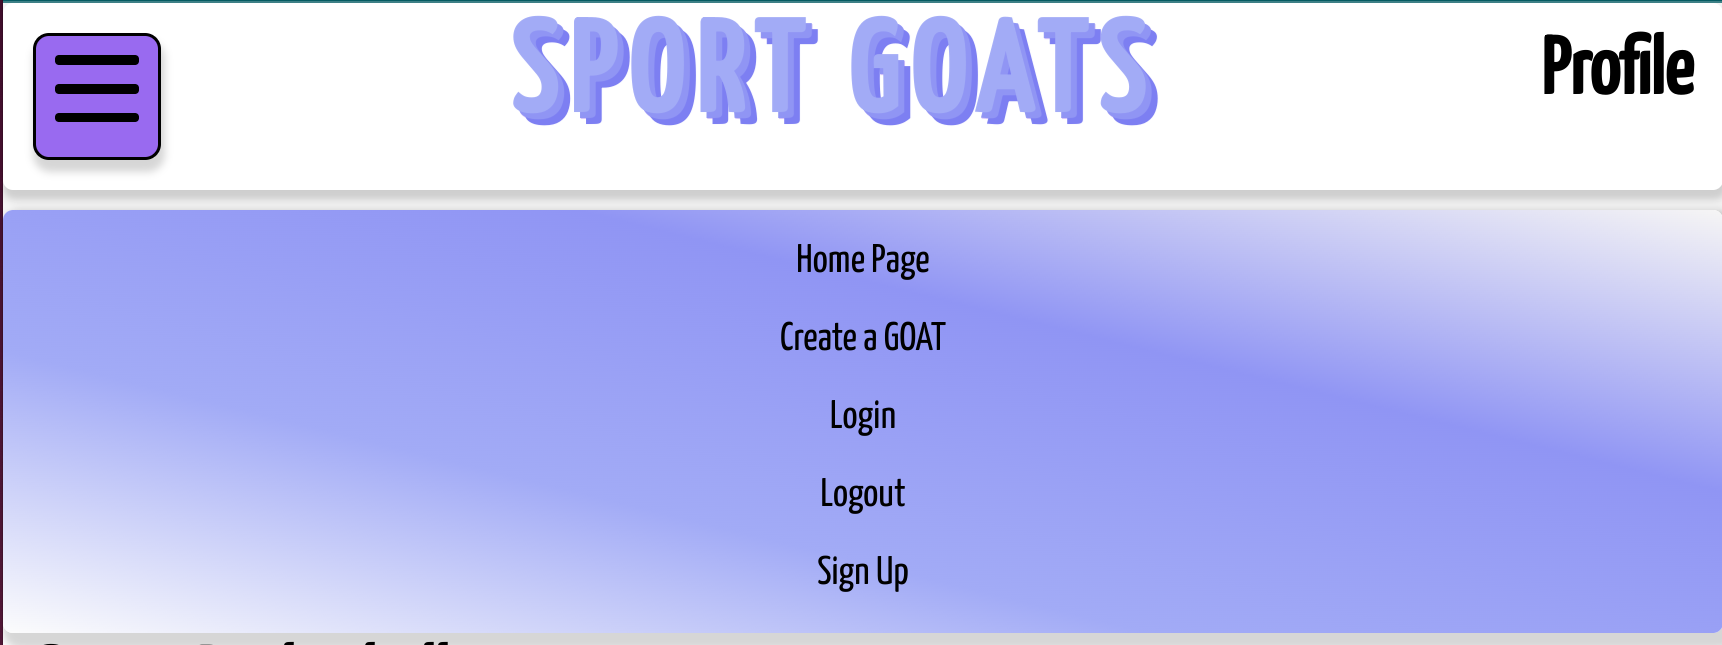 SPORT GOATS
Profile
Home Page
Create a GOAT
Login
Logout
Sign Up